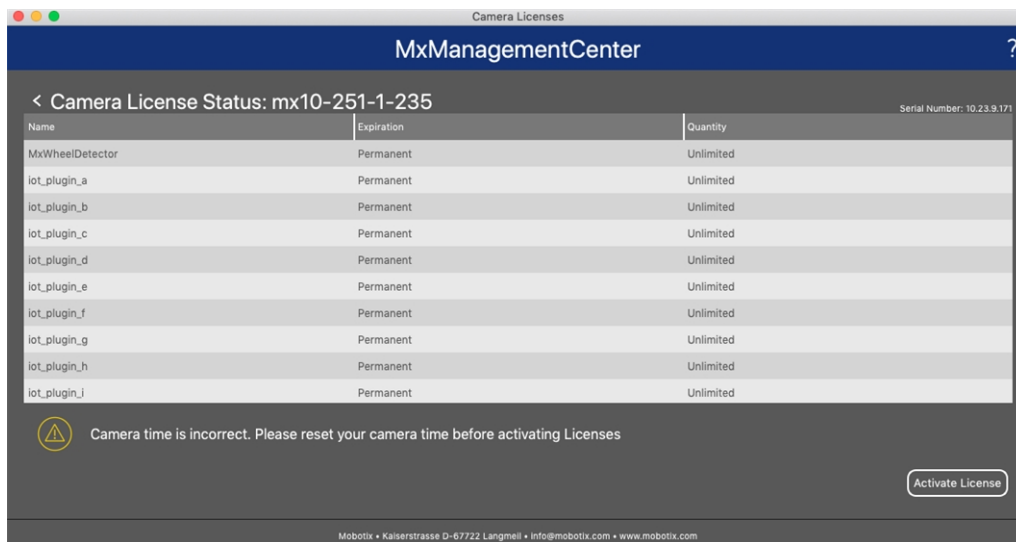 Camera Licenses
MxManagementCenter
?
< Camera License Status: mx10-251-1-235
Serial Number: 10.23.9.171
Name Expiration Quantity
MxWheelDetector Permanent Unlimited
iot_plugin_a Permanent Unlimited
iot_plugin_b Permanent Unlimited
iot_plugin_c Permanent Unlimited
iot_plugin_d Permanent Unlimited
iot_plugin_e Permanent Unlimited
iot_plugin_f Permanent Unlimited
iot_plugin_g Permanent Unlimited
iot_plugin_h Permanent Unlimited
iot_plugin_i Permanent Unlimited
Camera time is incorrect. Please reset your camera time before activating Licenses
Activate License
Mobotix • Kaiserstrasse D-67722 Langmeil • info@mobotix.com • www.mobotix.com